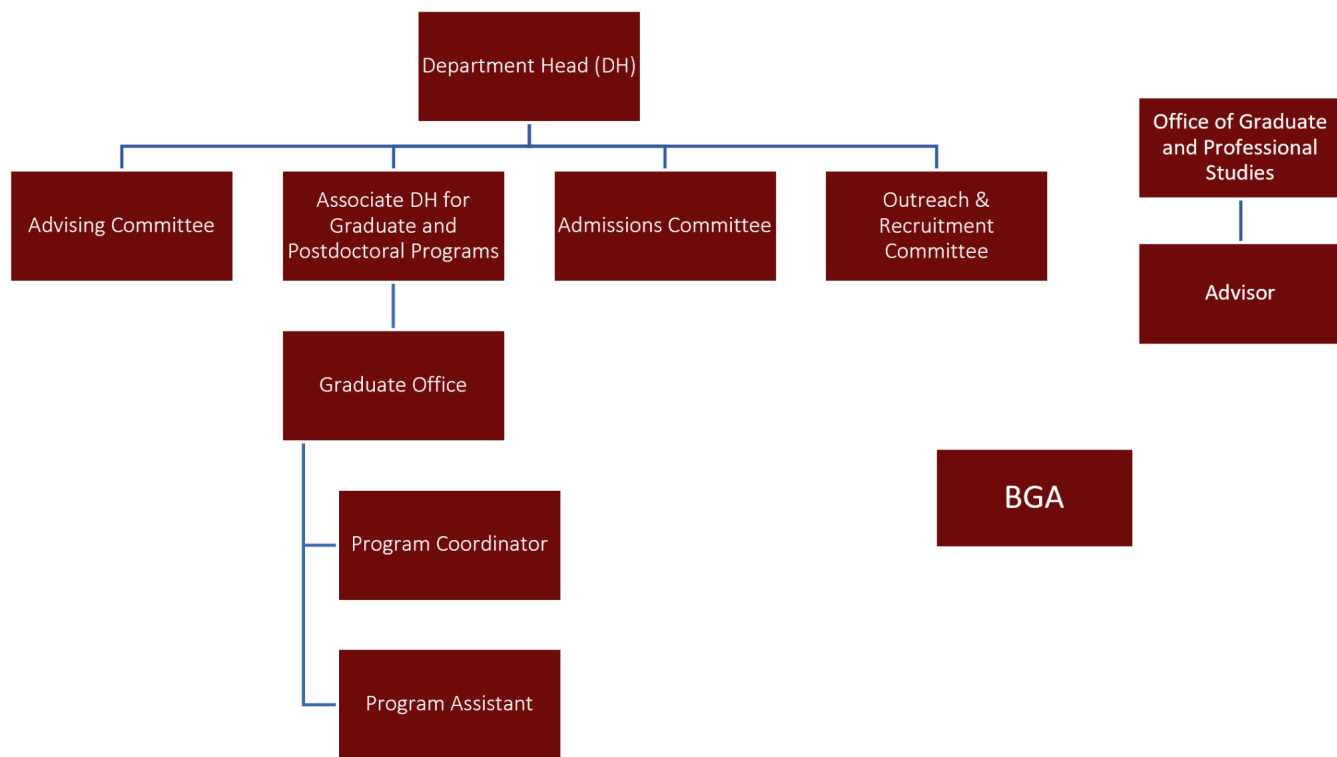 Department Head (DH)
Office of Graduate
and Professional
Studies
Advising Committee
Associate DH for
Graduate and
Postdoctoral Programs
Admissions Committee
Outreach &
Recruitment
Committee
Advisor
Graduate Office
BGA
Program Coordinator
Program Assistant